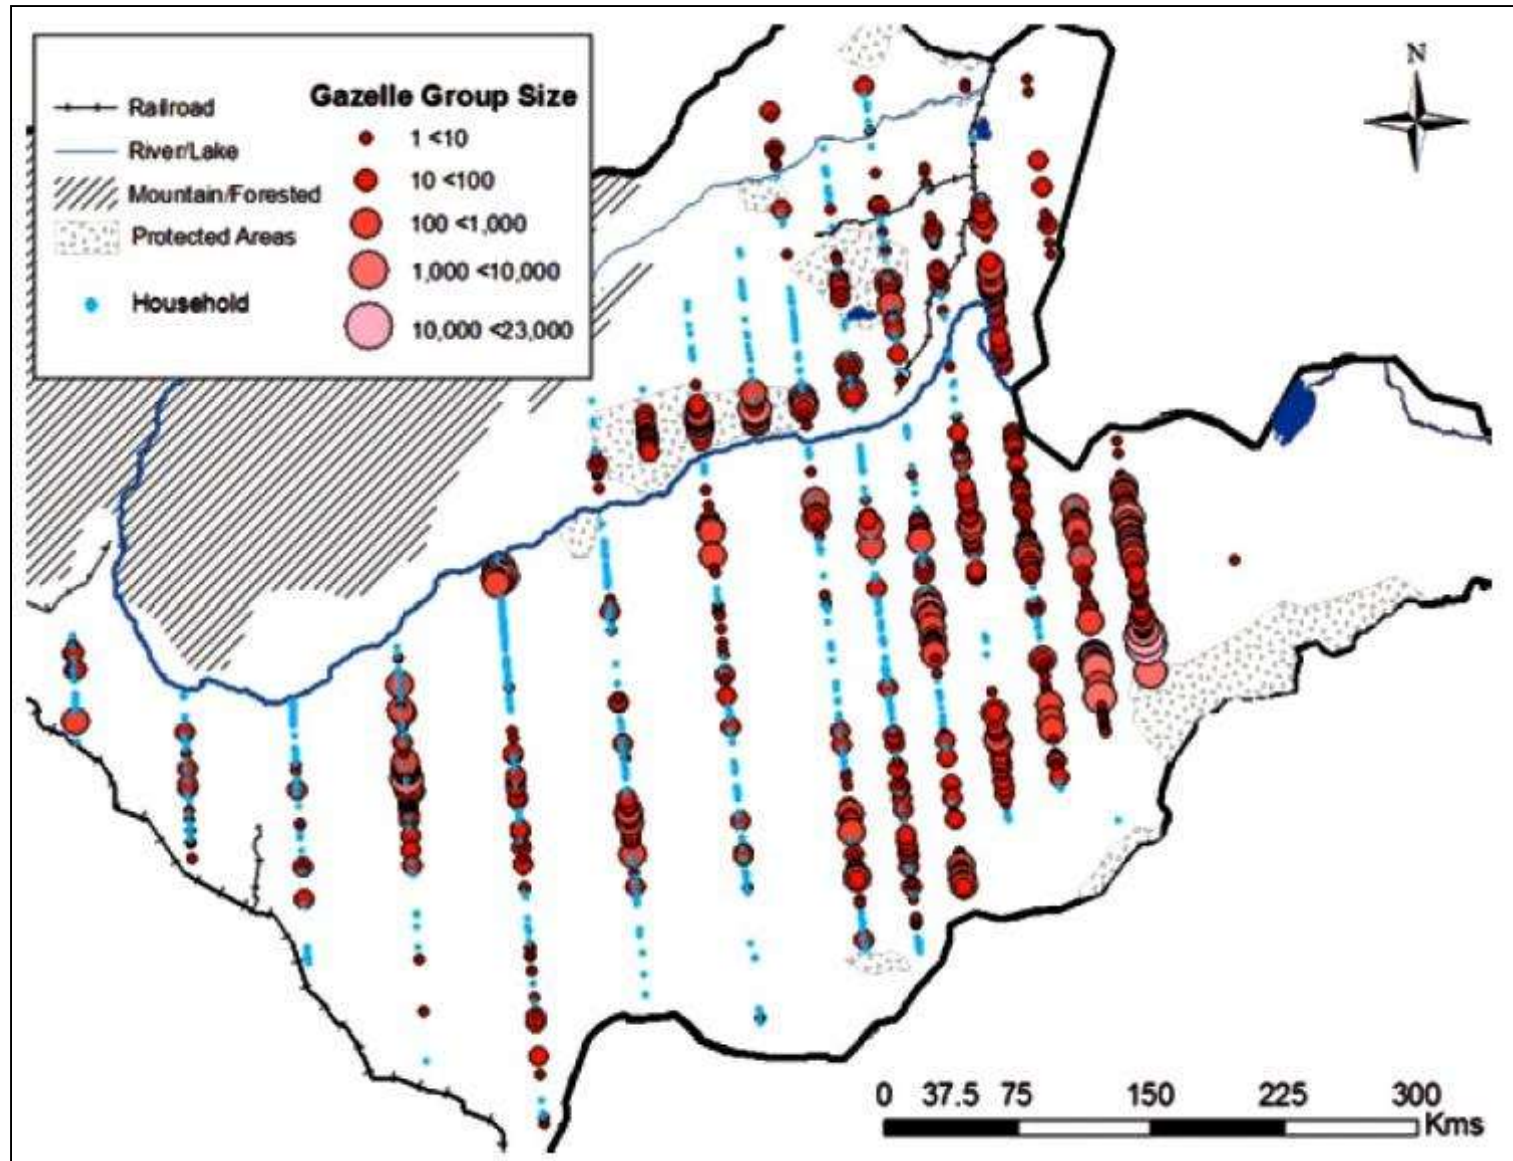 N
Gazelle Group Size
Railroad
1 <10
River/Lake
10 <100
Mountain/Forested
100 <1,000
Protected Areas
1,000 <10,000
Household
10,000 <23,000
0 37.5 75 150 225 300
Kms